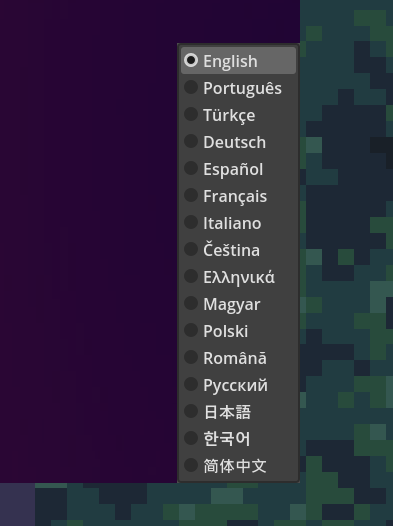 English
Português
Türkçe
Deutsch
Español
Français
Italiano
Čeština
Ελληνικά
Magyar
Polski
Română
Русский
日本語
한국어
简体中文